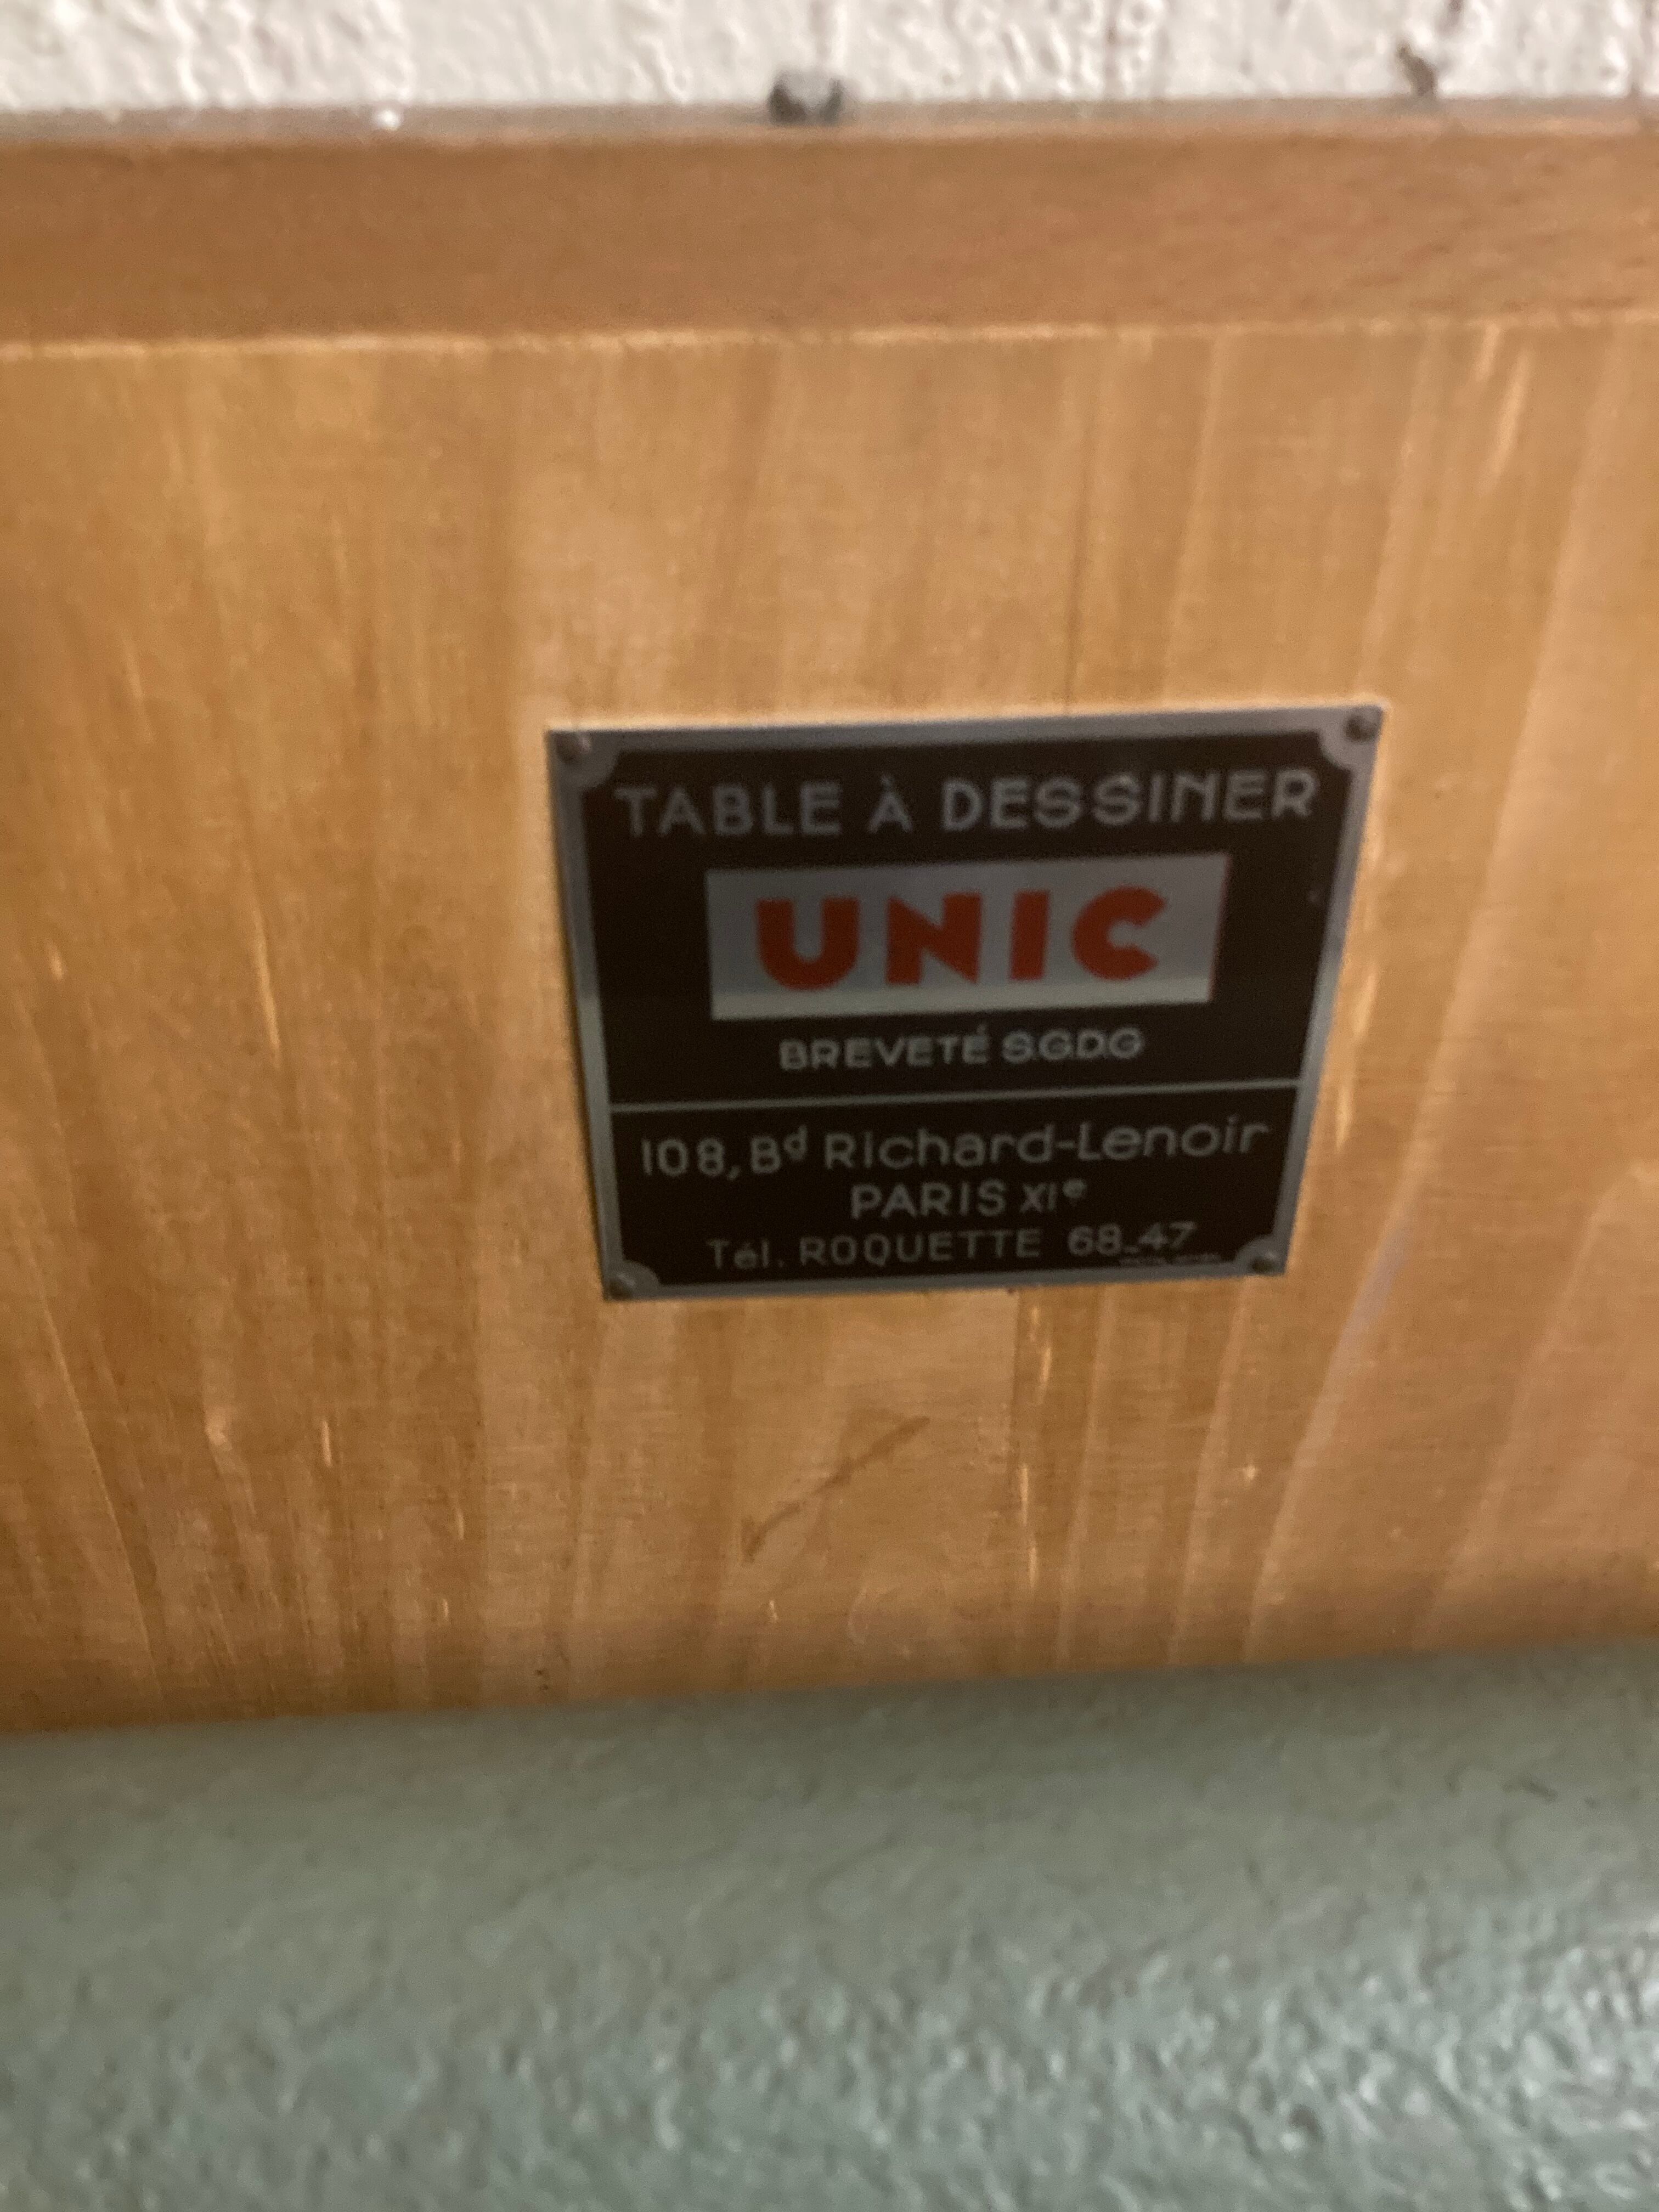 TABLE À DESSINER
UNIC
BREVETÉ S.G.D.G
108, Bd Richard-Lenoir
PARIS XIe
Tél. ROQUETTE 68-47